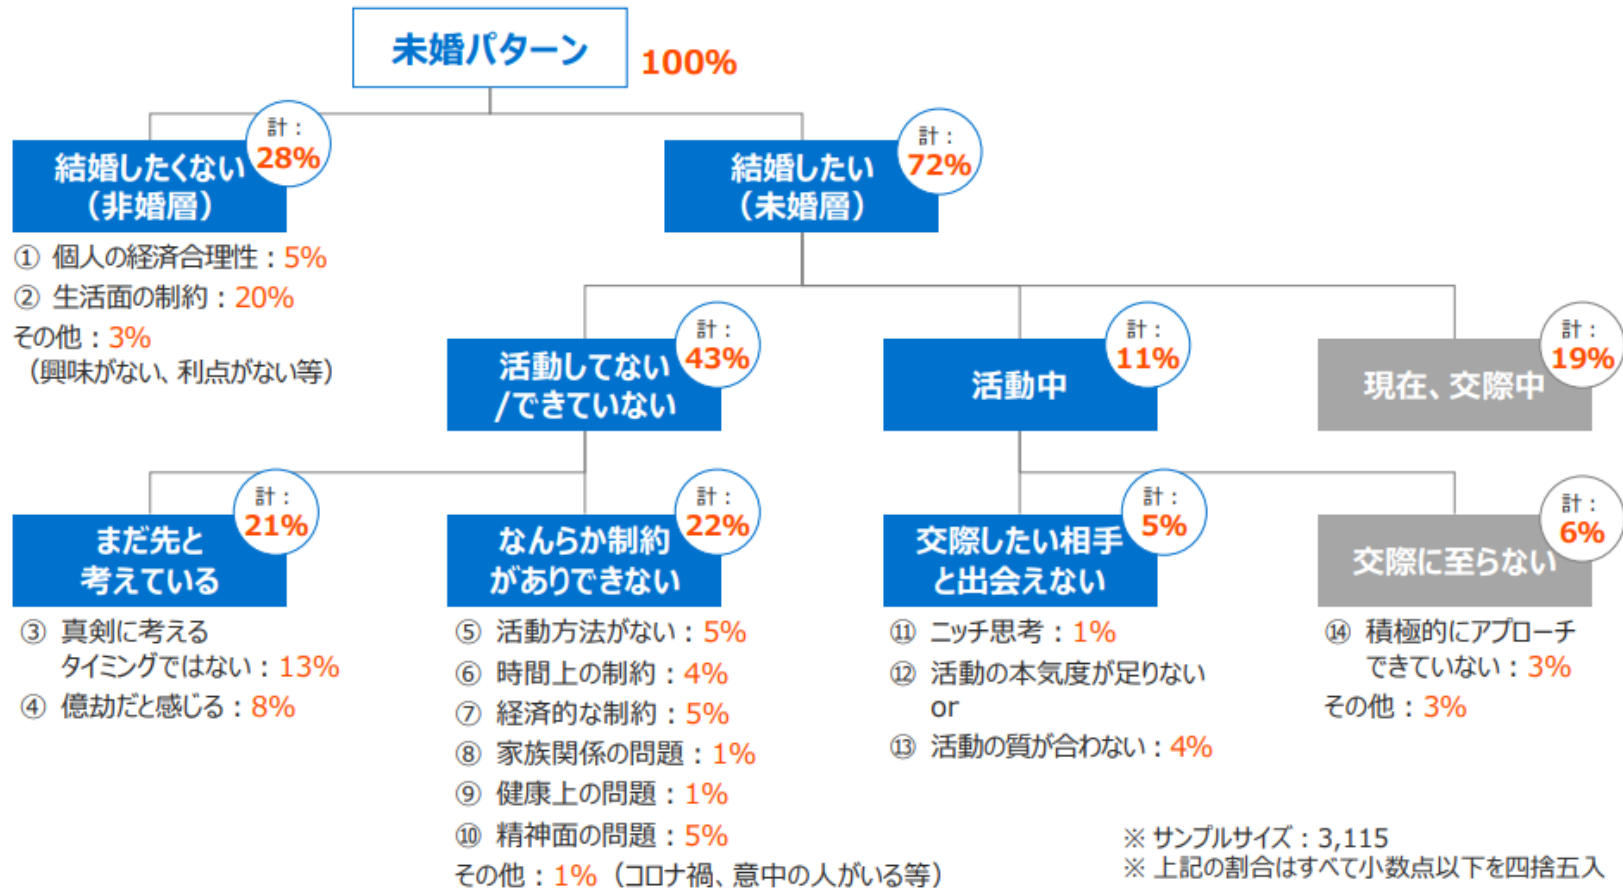 未婚パターン
100%
計：
28%
結婚したくない
（非婚層）
計：
72%
結婚したい
（未婚層）
① 個人の経済合理性：5%
② 生活面の制約：20%
その他：3%
（興味がない、利点がない等）
計：
43%
活動してない
/できていない
計：
11%
活動中
計：
19%
現在、交際中
計：
21%
まだ先と
考えている
計：
22%
なんらか制約
がありできない
計：
5%
交際したい相手
と出会えない
計：
6%
交際に至らない
③ 真剣に考える
タイミングではない：13%
④ 億劫だと感じる：8%
⑤ 活動方法がない：5%
⑥ 時間上の制約：4%
⑦ 経済的な制約：5%
⑧ 家族関係の問題：1%
⑨ 健康上の問題：1%
⑩ 精神面の問題：5%
その他：1%（コロナ禍、意中の人がいる等）
⑪ ニッチ思考：1%
⑫ 活動の本気度が足りない
or
⑬ 活動の質が合わない：4%
⑭ 積極的にアプローチ
できていない：3%
その他：3%
※ サンプルサイズ：3,115
※ 上記の割合はすべて小数点以下を四捨五入